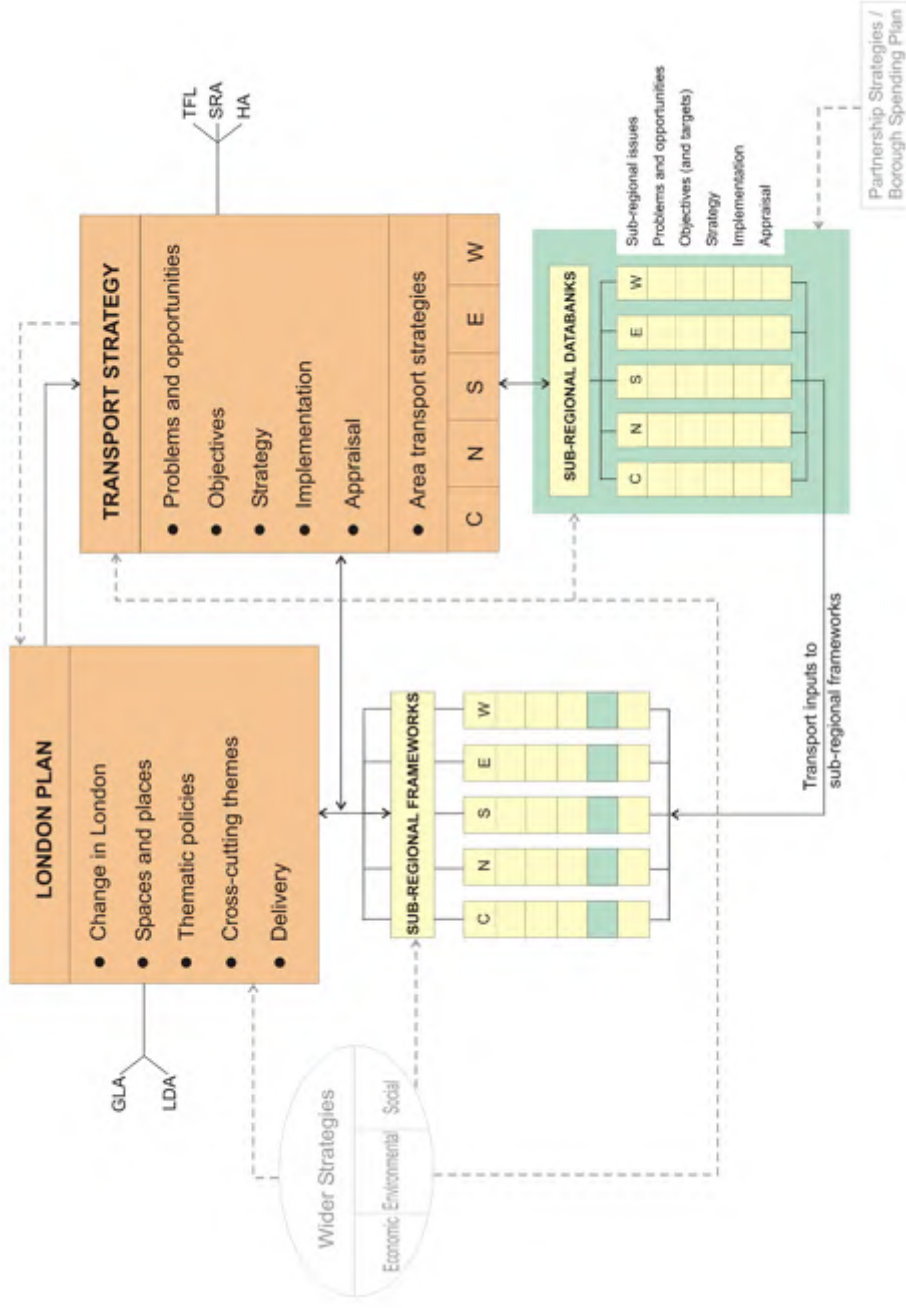 LONDON PLAN
● Change in London
● Spaces and places
● Thematic policies
● Cross-cutting themes
● Delivery
GLA
LDA
TRANSPORT STRATEGY
● Problems and opportunities
● Objectives
● Strategy
● Implementation
● Appraisal
● Area transport strategies
C N S E W
TFL
SRA
HA
Wider Strategies
Economic Environmental Social
SUB-REGIONAL FRAMEWORKS
C N S E W
SUB-REGIONAL DATABANKS
C N S E W
Sub-regional issues
Problems and opportunities
Objectives (and targets)
Strategy
Implementation
Appraisal
Transport inputs to
sub-regional frameworks
Partnership Strategies /
Borough Spending Plan